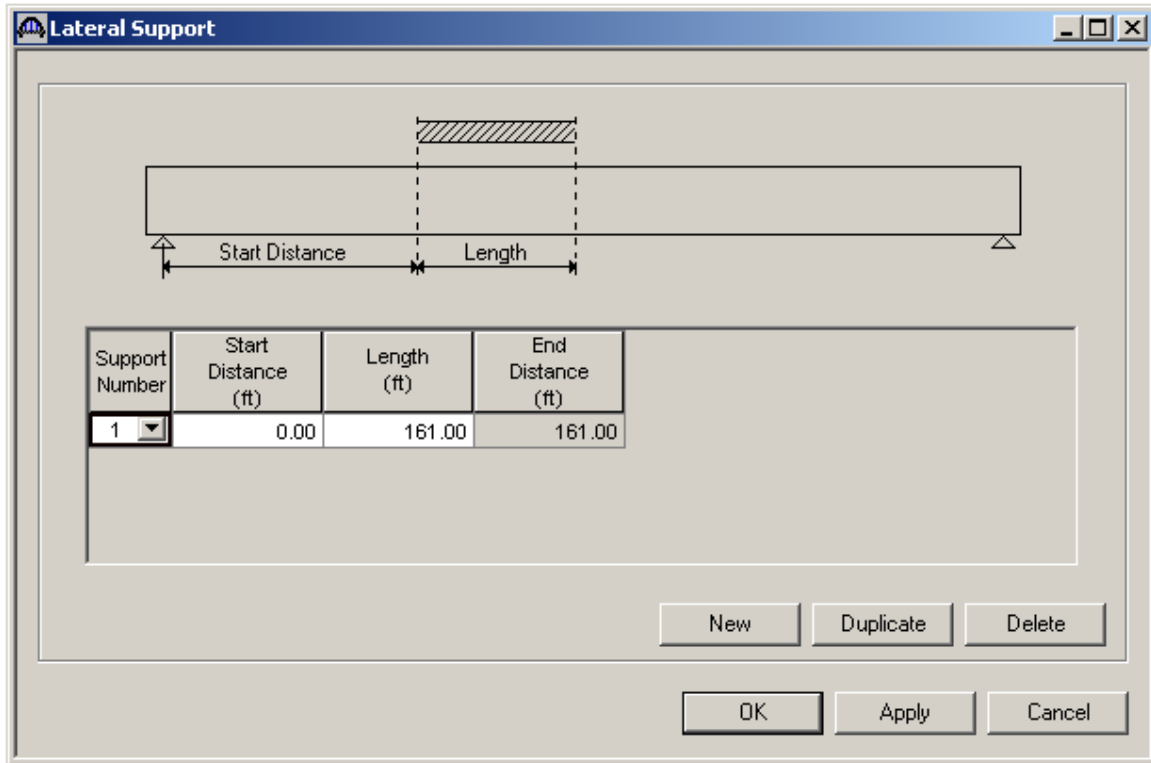 Lateral Support
Start Distance
Length
Support Number
Start Distance (ft)
Length (ft)
End Distance (ft)
1
0.00
161.00
161.00
New
Duplicate
Delete
OK
Apply
Cancel